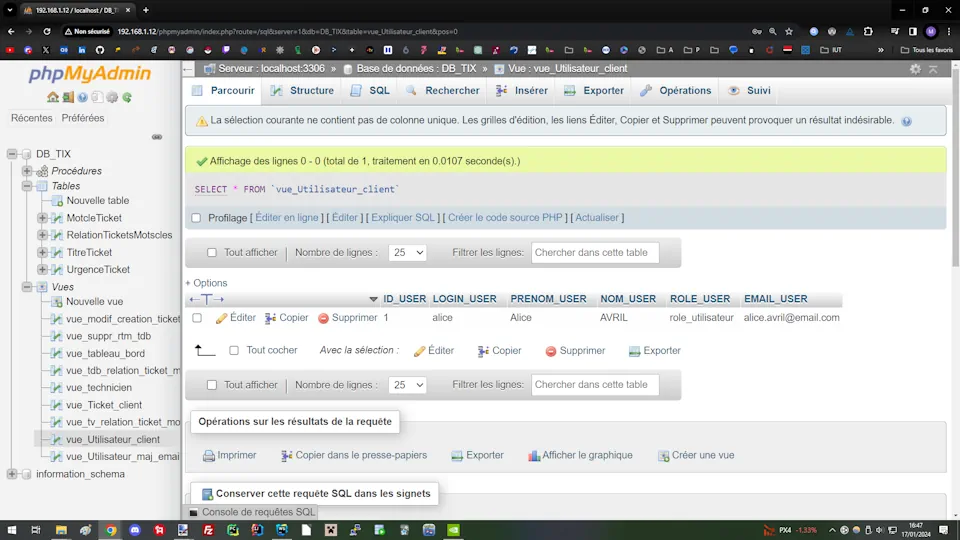 192.168.1.12 / localhost / DB_TIX
Non sécurisé
192.168.1.12/phpmyadmin/index.php?route=/sql&server=1&db=DB_TIX&table=vue_Utilisateur_client&pos=0
IUT
A
P
Tous les favoris
phpMyAdmin
Récentes Préférées
DB_TIX
Procédures
Tables
Nouvelle table
MotcleTicket
RelationTicketsMotscles
TitreTicket
UrgenceTicket
Vues
Nouvelle vue
vue_modif_creation_ticket
vue_suppr_rtm_tdb
vue_tableau_bord
vue_tdb_relation_ticket_m
vue_technicien
vue_Ticket_client
vue_tv_relation_ticket_mo
vue_Utilisateur_client
vue_Utilisateur_maj_emai
information_schema
Serveur : localhost:3306 » Base de données : DB_TIX » Vue : vue_Utilisateur_client
Parcourir Structure SQL Rechercher Insérer Exporter Opérations Suivi
La sélection courante ne contient pas de colonne unique. Les grilles d'édition, les liens Éditer, Copier et Supprimer peuvent provoquer un résultat indésirable.
Affichage des lignes 0 - 0 (total de 1, traitement en 0.0107 seconde(s).)
SELECT * FROM `vue_Utilisateur_client`
Profilage [ Éditer en ligne ] [ Éditer ] [ Expliquer SQL ] [ Créer le code source PHP ] [ Actualiser ]
Tout afficher Nombre de lignes : 25 Filtrer les lignes: Chercher dans cette table
+ Options
←T→ ID_USER LOGIN_USER PRENOM_USER NOM_USER ROLE_USER EMAIL_USER
Éditer Copier Supprimer 1 alice Alice AVRIL role_utilisateur alice.avril@email.com
Tout cocher Avec la sélection : Éditer Copier Supprimer Exporter
Tout afficher Nombre de lignes : 25 Filtrer les lignes: Chercher dans cette table
Opérations sur les résultats de la requête
Imprimer Copier dans le presse-papiers Exporter Afficher le graphique Créer une vue
Conserver cette requête SQL dans les signets
Console de requêtes SQL
PX4 -1,33%
16:47
17/01/2024